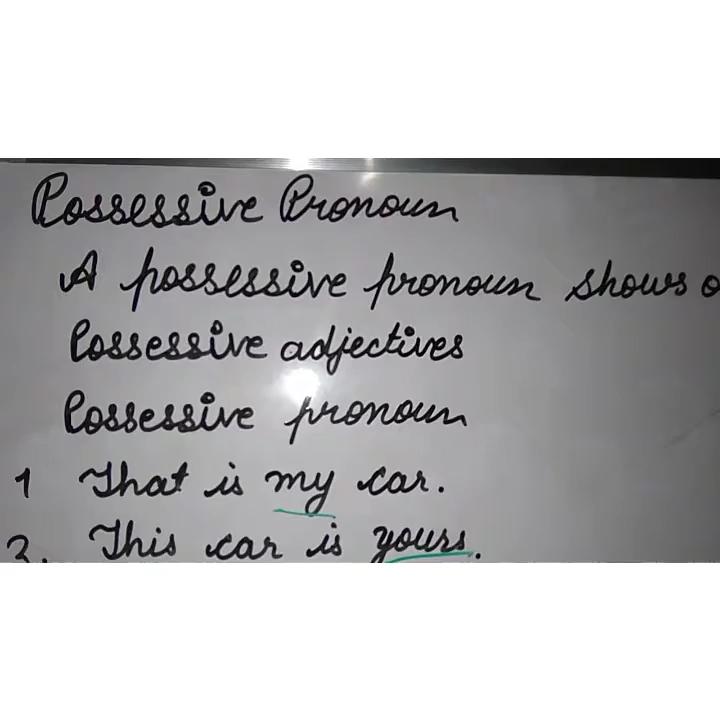 Possessive Pronoun
A possessive pronoun shows
Possessive adjectives
Possessive pronoun
1 That is my car.
2. This car is yours.